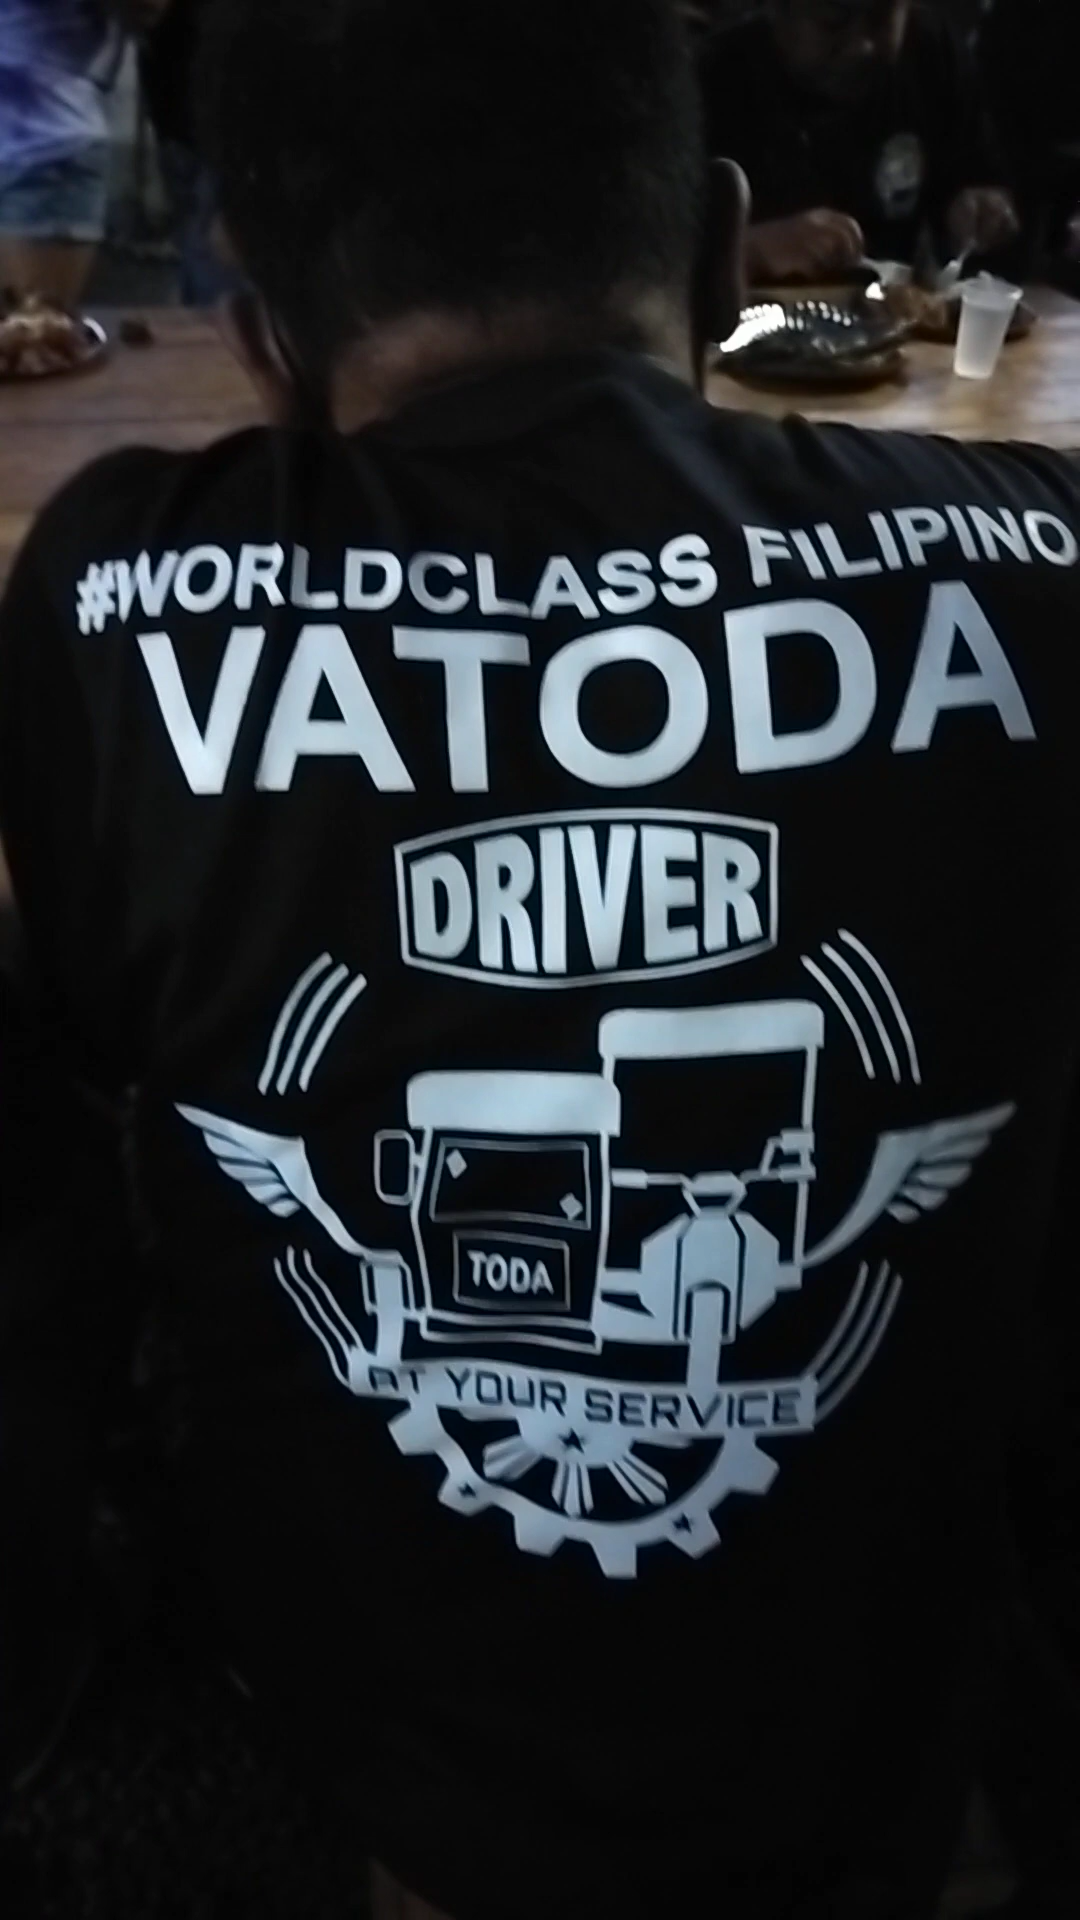 #WORLDCLASS FILIPINO
VATODA
DRIVER
TODA
AT YOUR SERVICE